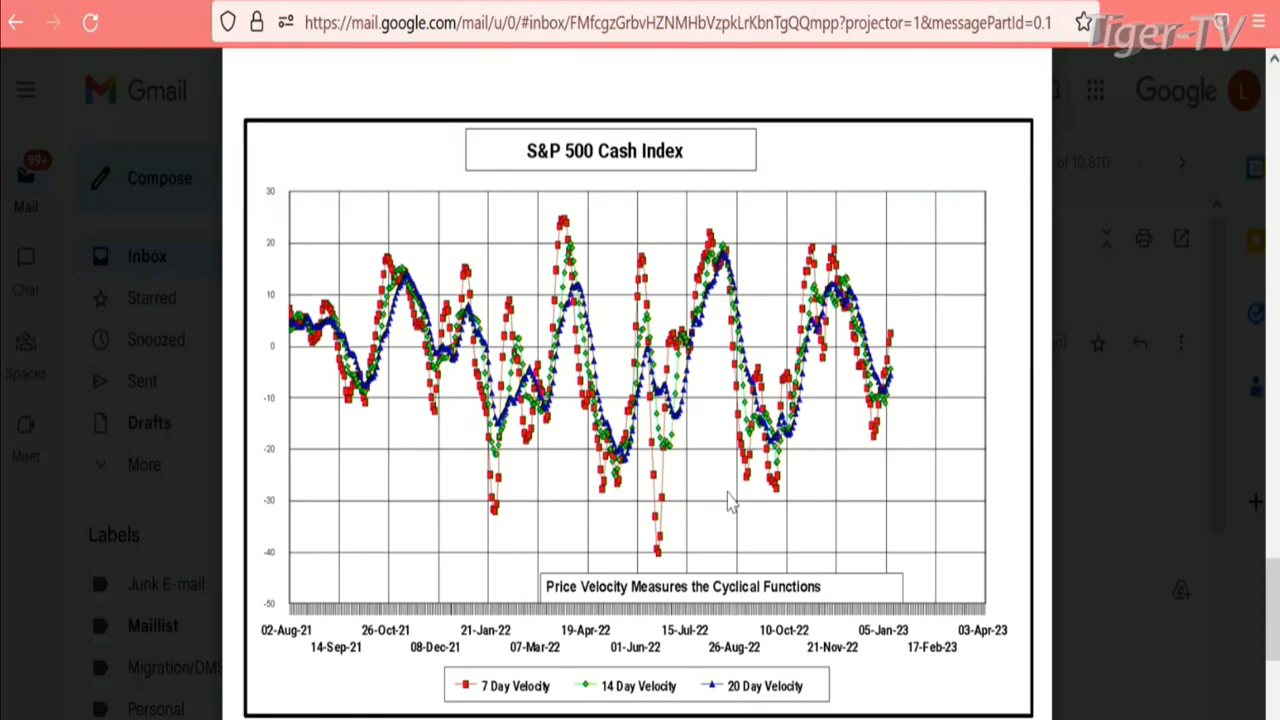 https://mail.google.com/mail/u/0/#inbox/FMfcgzGrbvHZNMHbVzpkLrKbnTgQQmpp?projector=1&messagePartId=0.1
Tiger-TV
Gmail
Google
L
99+
Mail
Chat
Spaces
Meet
Compose
of 10,870
Inbox
Starred
Snoozed
Sent
Drafts
More
Labels
Junk E-mail
Maillist
Migration/DMS
Personal
S&P 500 Cash Index
30
20
10
0
-10
-20
-30
-40
-50
Price Velocity Measures the Cyclical Functions
02-Aug-21 26-Oct-21 21-Jan-22 19-Apr-22 15-Jul-22 10-Oct-22 05-Jan-23 03-Apr-23
14-Sep-21 08-Dec-21 07-Mar-22 01-Jun-22 26-Aug-22 21-Nov-22 17-Feb-23
7 Day Velocity 14 Day Velocity 20 Day Velocity